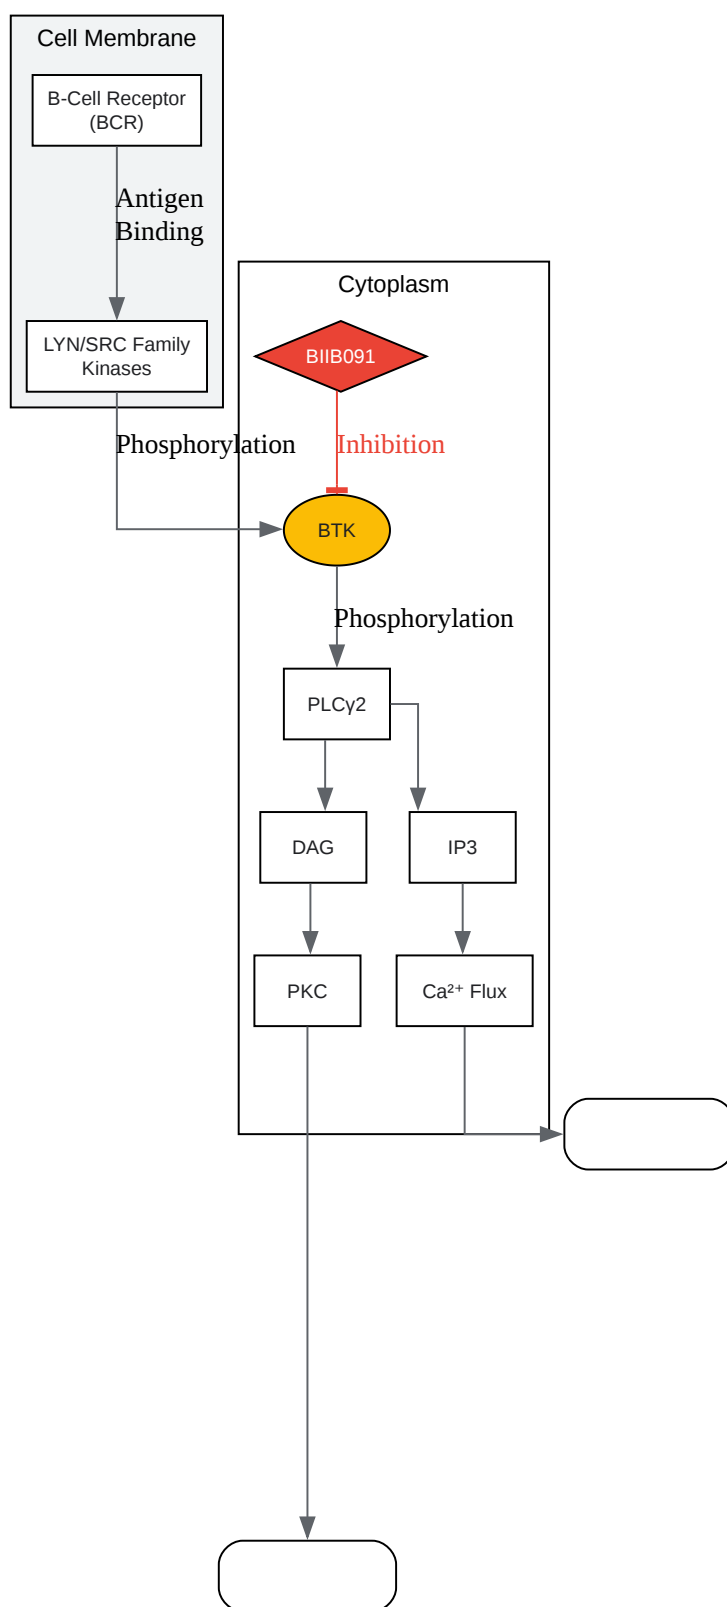 Cell Membrane
B-Cell Receptor
(BCR)
Antigen
Binding
LYN/SRC Family
Kinases
Cytoplasm
BIIB091
Phosphorylation
Inhibition
BTK
Phosphorylation
PLCγ2
DAG
IP3
PKC
Ca²⁺ Flux